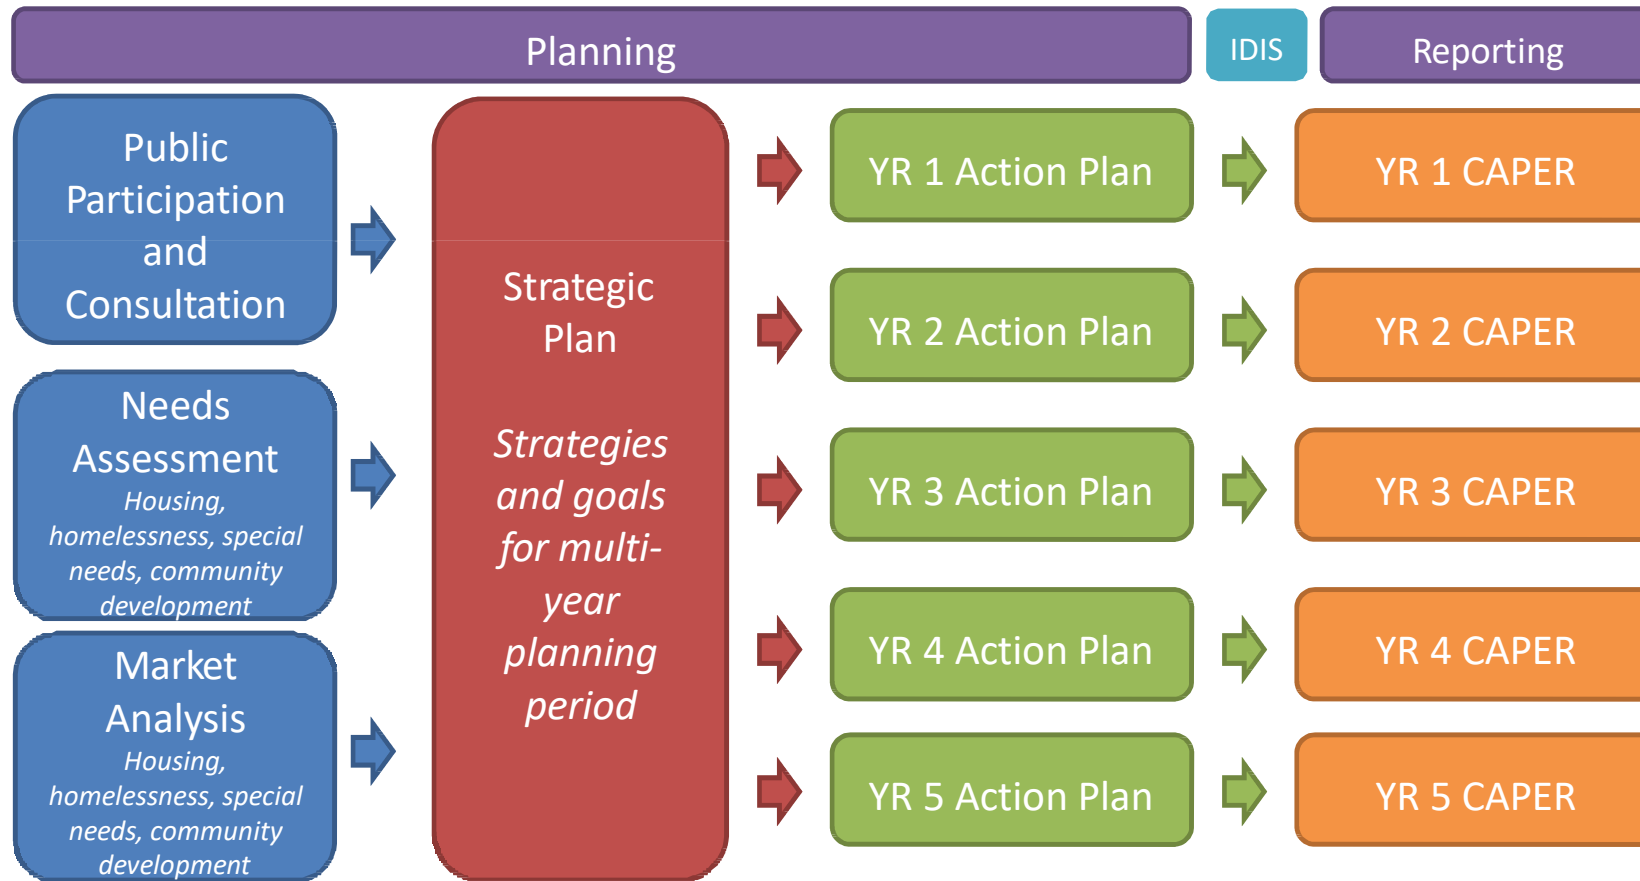 Planning
IDIS
Reporting
Public
Participation
and
Consultation
Needs
Assessment
Housing,
homelessness, special
needs, community
development
Market
Analysis
Housing,
homelessness, special
needs, community
development
Strategic
Plan
Strategies
and goals
for multi-
year
planning
period
YR 1 Action Plan
YR 1 CAPER
YR 2 Action Plan
YR 2 CAPER
YR 3 Action Plan
YR 3 CAPER
YR 4 Action Plan
YR 4 CAPER
YR 5 Action Plan
YR 5 CAPER